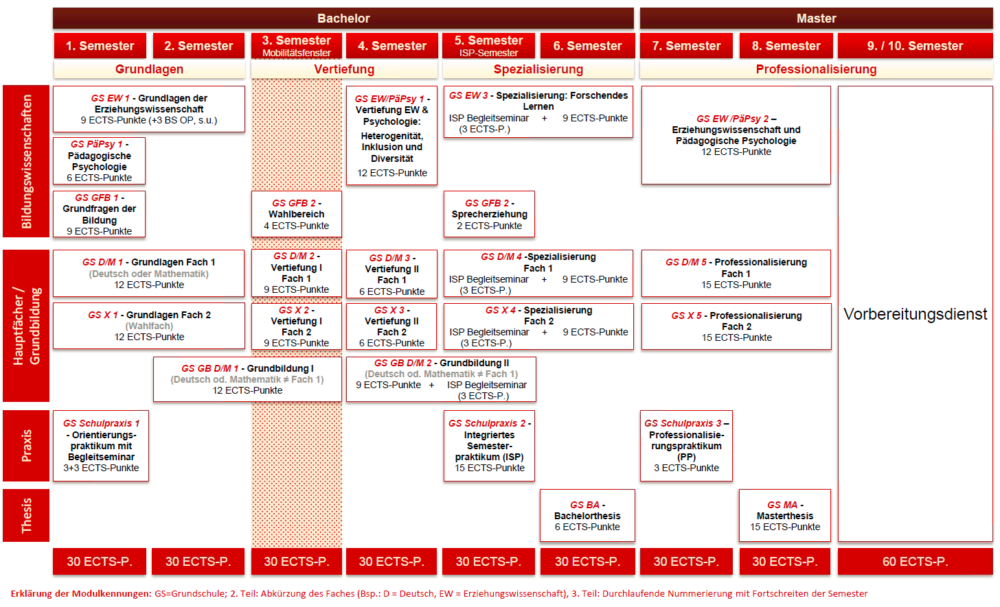 Bachelor
Master
1. Semester
2. Semester
3. Semester
Mobilitätsfenster
4. Semester
5. Semester
ISP-Semester
6. Semester
7. Semester
8. Semester
9. / 10. Semester
Grundlagen
Vertiefung
Spezialisierung
Professionalisierung
Bildungswissenschaften
GS EW 1 - Grundlagen der
Erziehungswissenschaft
9 ECTS-Punkte (+3 BS OP, s.u.)
GS EW/PäPsy 1 -
Vertiefung EW &
Psychologie:
Heterogenität,
Inklusion und
Diversität
12 ECTS-Punkte
GS EW 3 - Spezialisierung: Forschendes
Lernen
ISP Begleitseminar + 9 ECTS-Punkte
(3 ECTS-P.)
GS EW /PäPsy 2 –
Erziehungswissenschaft und
Pädagogische Psychologie
12 ECTS-Punkte
GS PäPsy 1 -
Pädagogische
Psychologie
6 ECTS-Punkte
GS GFB 1 -
Grundfragen der
Bildung
9 ECTS-Punkte
GS GFB 2 -
Wahlbereich
4 ECTS-Punkte
GS GFB 2 -
Sprecherziehung
2 ECTS-Punkte
Hauptfächer /
Grundbildung
GS D/M 1 - Grundlagen Fach 1
(Deutsch oder Mathematik)
12 ECTS-Punkte
GS D/M 2 -
Vertiefung I
Fach 1
9 ECTS-Punkte
GS D/M 3 -
Vertiefung II
Fach 1
6 ECTS-Punkte
GS D/M 4 -Spezialisierung
Fach 1
ISP Begleitseminar + 9 ECTS-Punkte
(3 ECTS-P.)
GS D/M 5 - Professionalisierung
Fach 1
15 ECTS-Punkte
GS X 1 - Grundlagen Fach 2
(Wahlfach)
12 ECTS-Punkte
GS X 2 -
Vertiefung I
Fach 2
9 ECTS-Punkte
GS X 3 -
Vertiefung II
Fach 2
6 ECTS-Punkte
GS X 4 - Spezialisierung
Fach 2
ISP Begleitseminar + 9 ECTS-Punkte
(3 ECTS-P.)
GS X 5 - Professionalisierung
Fach 2
15 ECTS-Punkte
Vorbereitungsdienst
GS GB D/M 1 - Grundbildung I
(Deutsch od. Mathematik ≠ Fach 1)
12 ECTS-Punkte
GS GB D/M 2 - Grundbildung II
(Deutsch od. Mathematik ≠ Fach 1)
9 ECTS-Punkte + ISP Begleitseminar
(3 ECTS-P.)
Praxis
GS Schulpraxis 1
- Orientierungs-
praktikum mit
Begleitseminar
3+3 ECTS-Punkte
GS Schulpraxis 2 -
Integriertes
Semester-
praktikum (ISP)
15 ECTS-Punkte
GS Schulpraxis 3 –
Professionalisie-
rungspraktikum
(PP)
3 ECTS-Punkte
Thesis
GS BA -
Bachelorthesis
6 ECTS-Punkte
GS MA -
Masterthesis
15 ECTS-Punkte
30 ECTS-P.
30 ECTS-P.
30 ECTS-P.
30 ECTS-P.
30 ECTS-P.
30 ECTS-P.
30 ECTS-P.
30 ECTS-P.
60 ECTS-P.
Erklärung der Modulkennungen: GS=Grundschule; 2. Teil: Abkürzung des Faches (Bsp.: D = Deutsch, EW = Erziehungswissenschaft), 3. Teil: Durchlaufende Nummerierung mit Fortschreiten der Semester